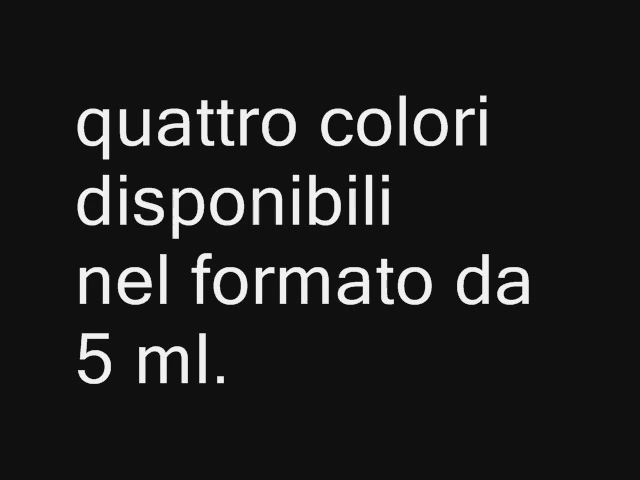 quattro colori
disponibili
nel formato da
5 ml.